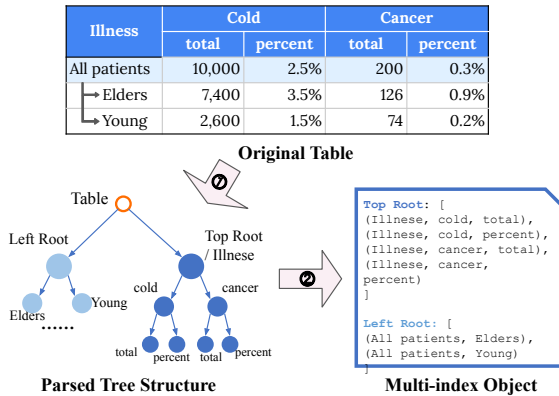 Illness Cold Cancer
total percent total percent
All patients 10,000 2.5% 200 0.3%
Elders 7,400 3.5% 126 0.9%
Young 2,600 1.5% 74 0.2%
Original Table
①
Table
Left Root
Top Root
/ Illnese
Elders Young
......
cold cancer
total percent total percent
Parsed Tree Structure
②
Top Root: [
(Illnese, cold, total),
(Illnese, cold, percent),
(Illnese, cancer, total),
(Illnese, cancer,
percent)
]
Left Root: [
(All patients, Elders),
(All patients, Young)
]
Multi-index Object